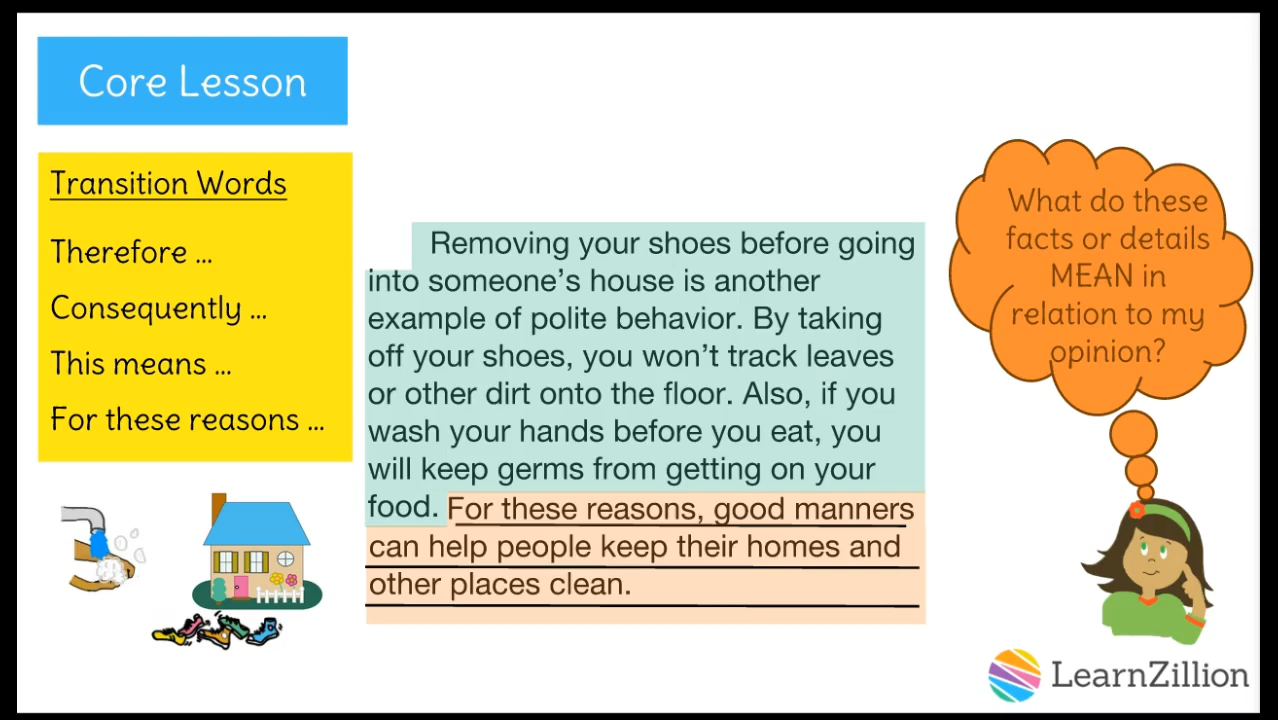 Core Lesson
Transition Words
Therefore ...
Consequently ...
This means ...
For these reasons ...
Removing your shoes before going
into someone's house is another
example of polite behavior. By taking
off your shoes, you won't track leaves
or other dirt onto the floor. Also, if you
wash your hands before you eat, you
will keep germs from getting on your
food. For these reasons, good manners
can help people keep their homes and
other places clean.
What do these
facts or details
MEAN in
relation to my
opinion?
LearnZillion